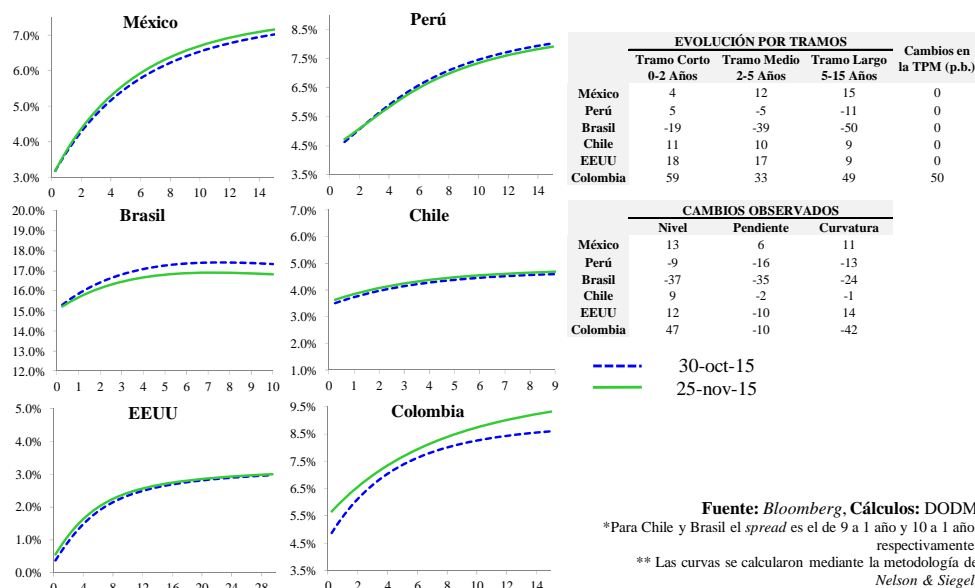 México
7.0%
6.0%
5.0%
4.0%
3.0%
0 2 4 6 8 10 12 14
Perú
8.5%
7.5%
6.5%
5.5%
4.5%
3.5%
0 2 4 6 8 10 12 14
Brasil
20.0%
19.0%
18.0%
17.0%
16.0%
15.0%
14.0%
13.0%
12.0%
0 1 2 3 4 5 6 7 8 9 10
Chile
7.0%
6.0%
5.0%
4.0%
3.0%
2.0%
1.0%
0 1 2 3 4 5 6 7 8 9
EEUU
5.0%
4.0%
3.0%
2.0%
1.0%
0.0%
0 4 8 12 16 20 24 28
Colombia
9.5%
8.5%
7.5%
6.5%
5.5%
4.5%
3.5%
0 2 4 6 8 10 12 14
EVOLUCIÓN POR TRAMOS Cambios en
Tramo Corto Tramo Medio Tramo Largo la TPM (p.b.)
0-2 Años 2-5 Años 5-15 Años
México 4 12 15 0
Perú 5 -5 -11 0
Brasil -19 -39 -50 0
Chile 11 10 9 0
EEUU 18 17 9 0
Colombia 59 33 49 50
CAMBIOS OBSERVADOS
Nivel Pendiente Curvatura
México 13 6 11
Perú -9 -16 -13
Brasil -37 -35 -24
Chile 9 -2 -1
EEUU 12 -10 14
Colombia 47 -10 -42
30-oct-15
25-nov-15
Fuente: Bloomberg, Cálculos: DODM
*Para Chile y Brasil el spread es el de 9 a 1 año y 10 a 1 año
respectivamente
** Las curvas se calcularon mediante la metodología d
Nelson & Siegel